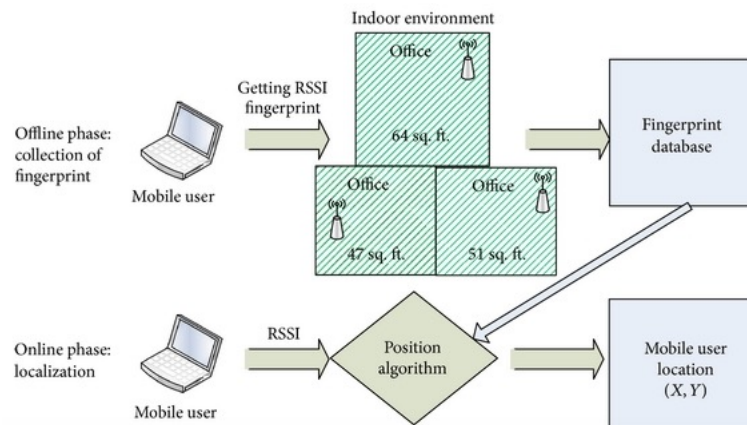 Indoor environment
Office
Getting RSSI
fingerprint
64 sq. ft.
Offline phase:
collection of
fingerprint
Mobile user
Fingerprint
database
Office
Office
47 sq. ft.
51 sq. ft.
Online phase:
localization
Mobile user
RSSI
Position
algorithm
Mobile user
location
(X, Y)